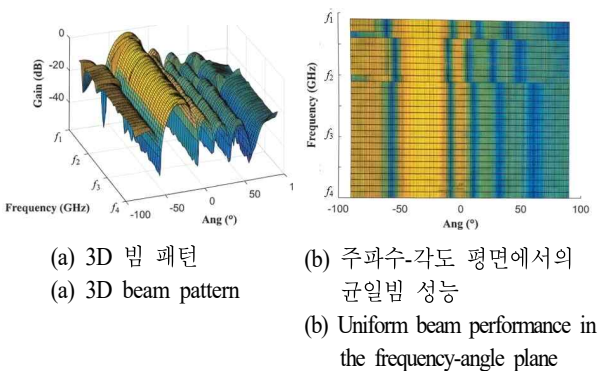 0
-20
-40
Gain (dB)
f1
f2
f3
f4
Frequency (GHz)
-100
-50
0
50
1
Ang (°)
f1
f2
f3
f4
Frequency (GHz)
-100
-50
0
50
100
Ang (°)
(a) 3D 빔 패턴
(a) 3D beam pattern
(b) 주파수-각도 평면에서의
균일빔 성능
(b) Uniform beam performance in
the frequency-angle plane